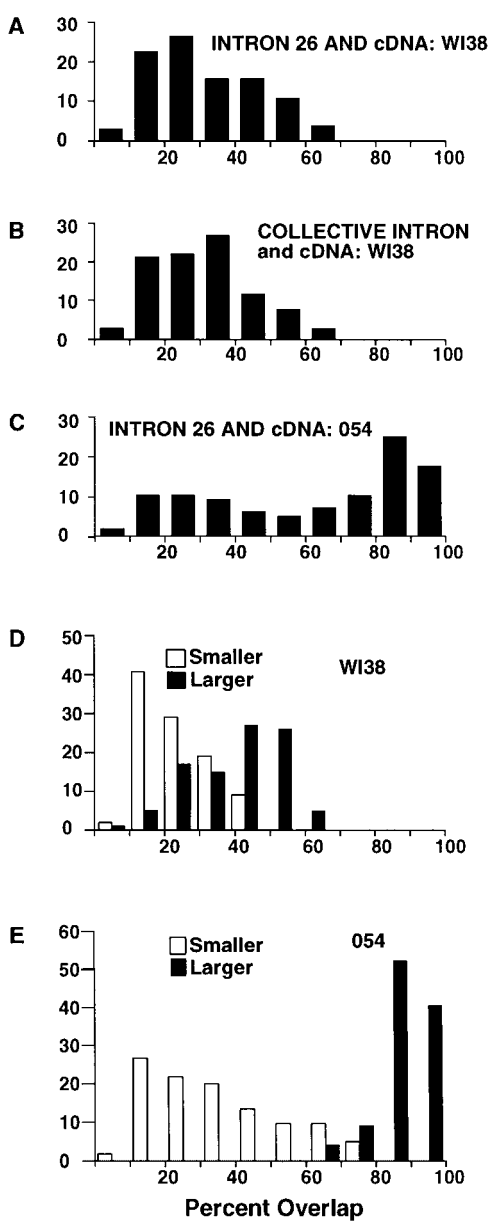 A
30
20
10
0
INTRON 26 AND cDNA: WI38
20 40 60 80 100
B
30
20
10
0
COLLECTIVE INTRON
and cDNA: WI38
20 40 60 80 100
C
30
20
10
0
INTRON 26 AND cDNA: 054
20 40 60 80 100
D
50
40
30
20
10
0
Smaller
Larger
WI38
20 40 60 80 100
E
60
50
40
30
20
10
0
Smaller
Larger
054
20 40 60 80 100
Percent Overlap